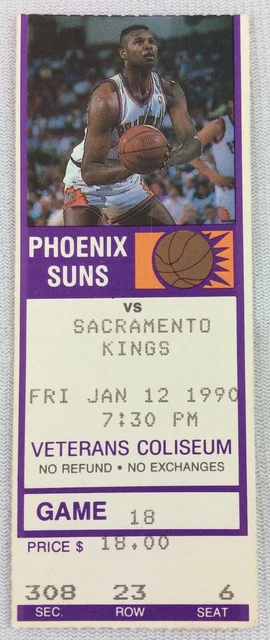 PHOENIX
SUNS
VS
SACRAMENTO
KINGS
FRI JAN 12 1990
7:30 PM
VETERANS COLISEUM
NO REFUND • NO EXCHANGES
GAME 18
PRICE $ 18.00
308 23 6
SEC. ROW SEAT